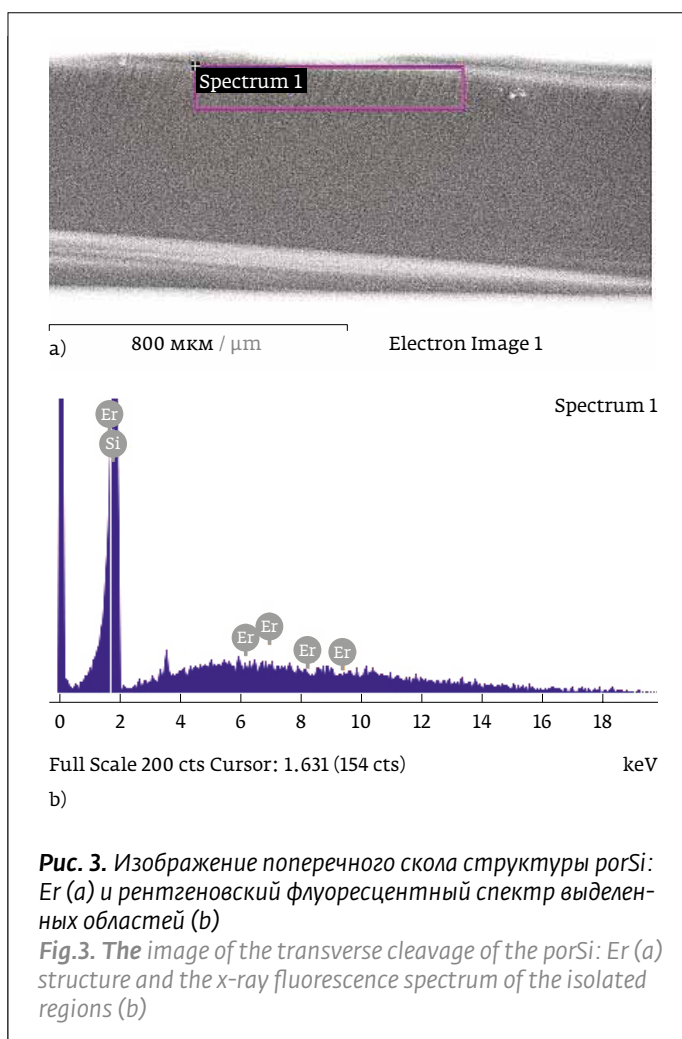 Spectrum 1
a) 800 мкм / µm Electron Image 1
Spectrum 1
Er
Si
Er Er Er Er
0 2 4 6 8 10 12 14 16 18
Full Scale 200 cts Cursor: 1.631 (154 cts) keV
b)
Рис. 3. Изображение поперечного скола структуры porSi:
Er (a) и рентгеновский флуоресцентный спектр выделен-
ных областей (b)
Fig.3. The image of the transverse cleavage of the porSi: Er (a)
structure and the x-ray fluorescence spectrum of the isolated
regions (b)